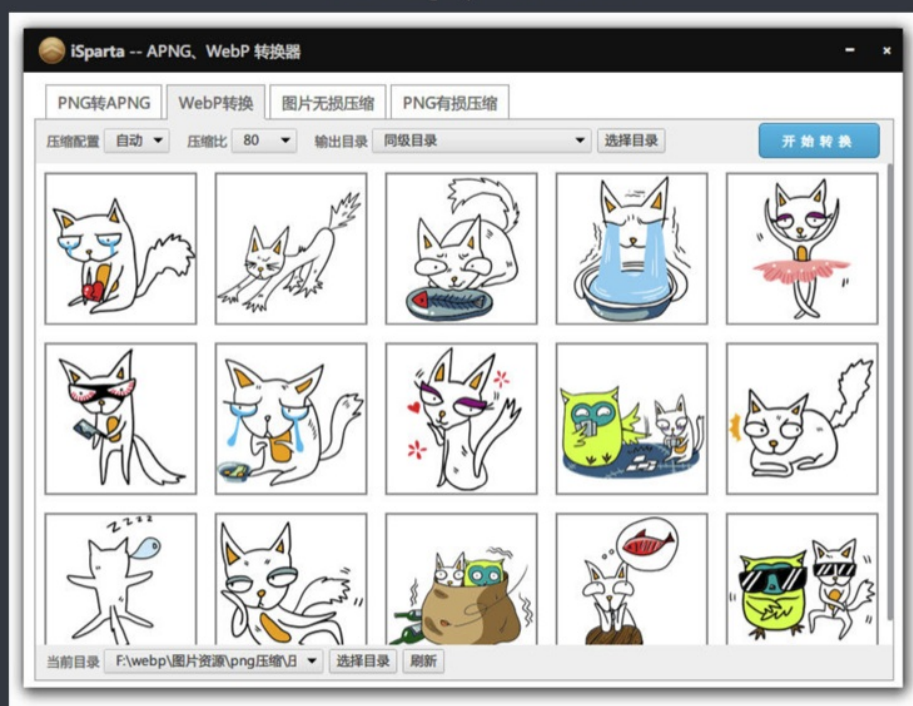 iSparta -- APNG、WebP 转换器
PNG转APNG WebP转换 图片无损压缩 PNG有损压缩
压缩配置 自动 压缩比 80 输出目录 同级目录 选择目录 开始转换
zzzz
当前目录 F:\webp\图片资源\png压缩\压 选择目录 刷新